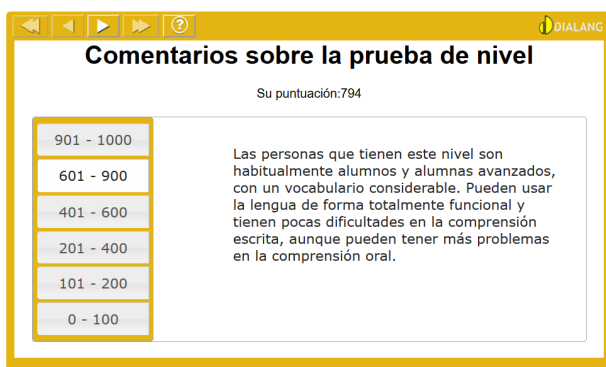 ?
DIALANG
Comentarios sobre la prueba de nivel
Su puntuación:794
901 - 1000
601 - 900
401 - 600
201 - 400
101 - 200
0 - 100
Las personas que tienen este nivel son
habitualmente alumnos y alumnas avanzados,
con un vocabulario considerable. Pueden usar
la lengua de forma totalmente funcional y
tienen pocas dificultades en la comprensión
escrita, aunque pueden tener más problemas
en la comprensión oral.